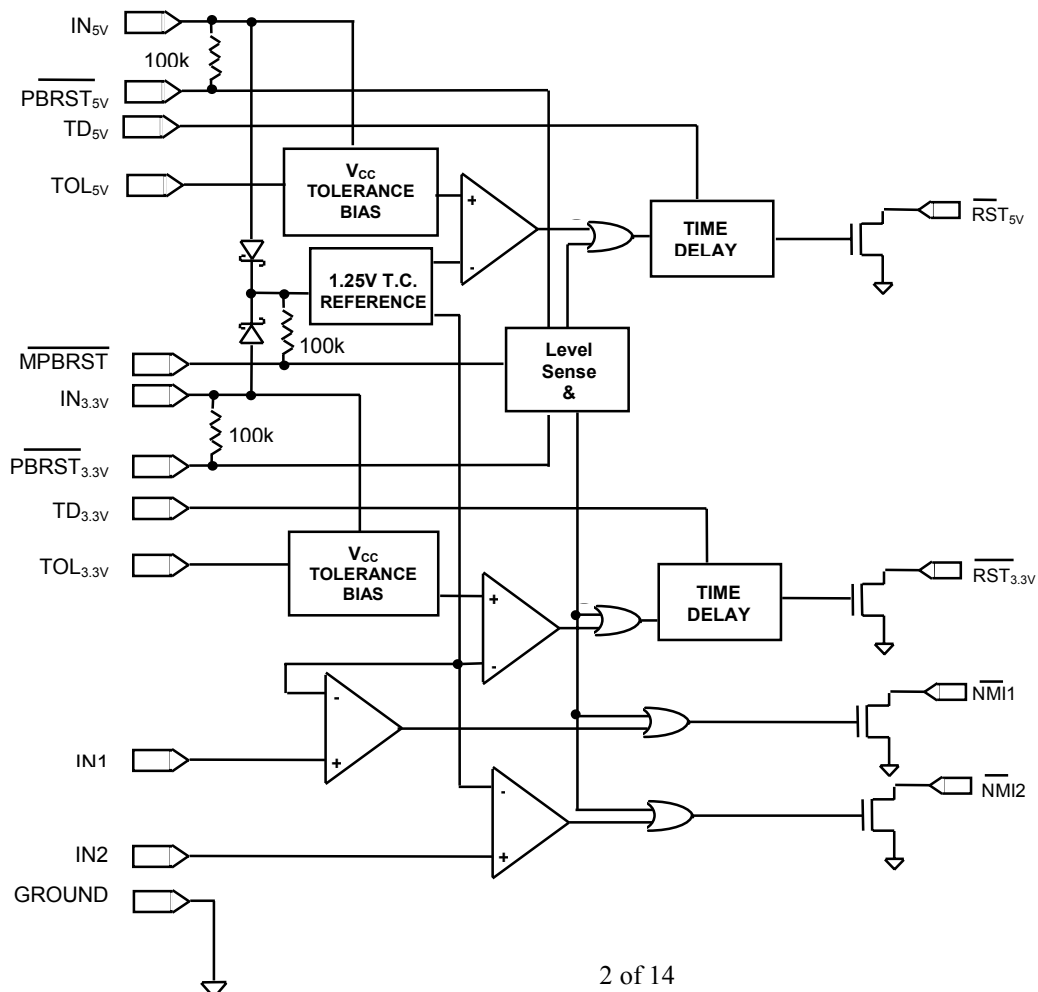 IN5V
100k
PBRST5V
TD5V
TOL5V
VCC
TOLERANCE
BIAS
+
-
TIME
DELAY
RST5V
1.25V T.C.
REFERENCE
100k
MPBRST
Level
Sense
&
IN3.3V
100k
PBRST3.3V
TD3.3V
TOL3.3V
VCC
TOLERANCE
BIAS
+
-
TIME
DELAY
RST3.3V
-
+
IN1
NMI1
-
+
IN2
NMI2
GROUND
2 of 14